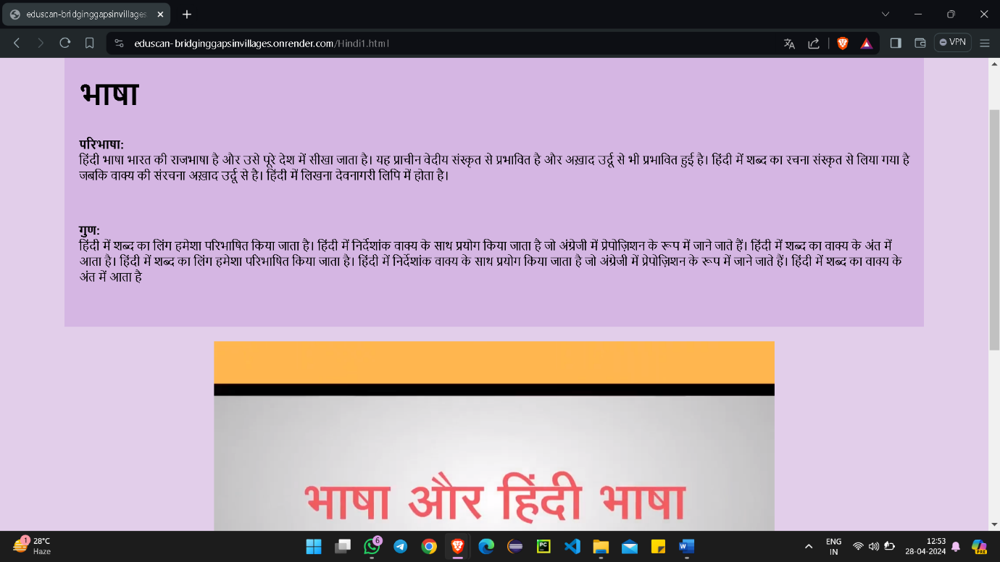 eduscan-bridginggapsinvillages
eduscan-bridginggapsinvillages.onrender.com/Hindi1.html
VPN
भाषा
परिभाषा:
हिंदी भाषा भारत की राजभाषा है और उसे पूरे देश में सीखा जाता है। यह प्राचीन वेदीय संस्कृत से प्रभावित है और अख़ाद उर्दू से भी प्रभावित हुई है। हिंदी में शब्द का रचना संस्कृत से लिया गया है
जबकि वाक्य की संरचना अख़ाद उर्दू से है। हिंदी में लिखना देवनागरी लिपि में होता है।
गुण:
हिंदी में शब्द का लिंग हमेशा परिभाषित किया जाता है। हिंदी में निर्देशांक वाक्य के साथ प्रयोग किया जाता है जो अंग्रेजी में प्रेपोज़िशन के रूप में जाने जाते हैं। हिंदी में शब्द का वाक्य के अंत में
आता है। हिंदी में शब्द का लिंग हमेशा परिभाषित किया जाता है। हिंदी में निर्देशांक वाक्य के साथ प्रयोग किया जाता है जो अंग्रेजी में प्रेपोज़िशन के रूप में जाने जाते हैं। हिंदी में शब्द का वाक्य के
अंत में आता है
भाषा और हिंदी भाषा
1
28°C
Haze
6
PC
W
PRE
ENG
IN
12:53
28-04-2024